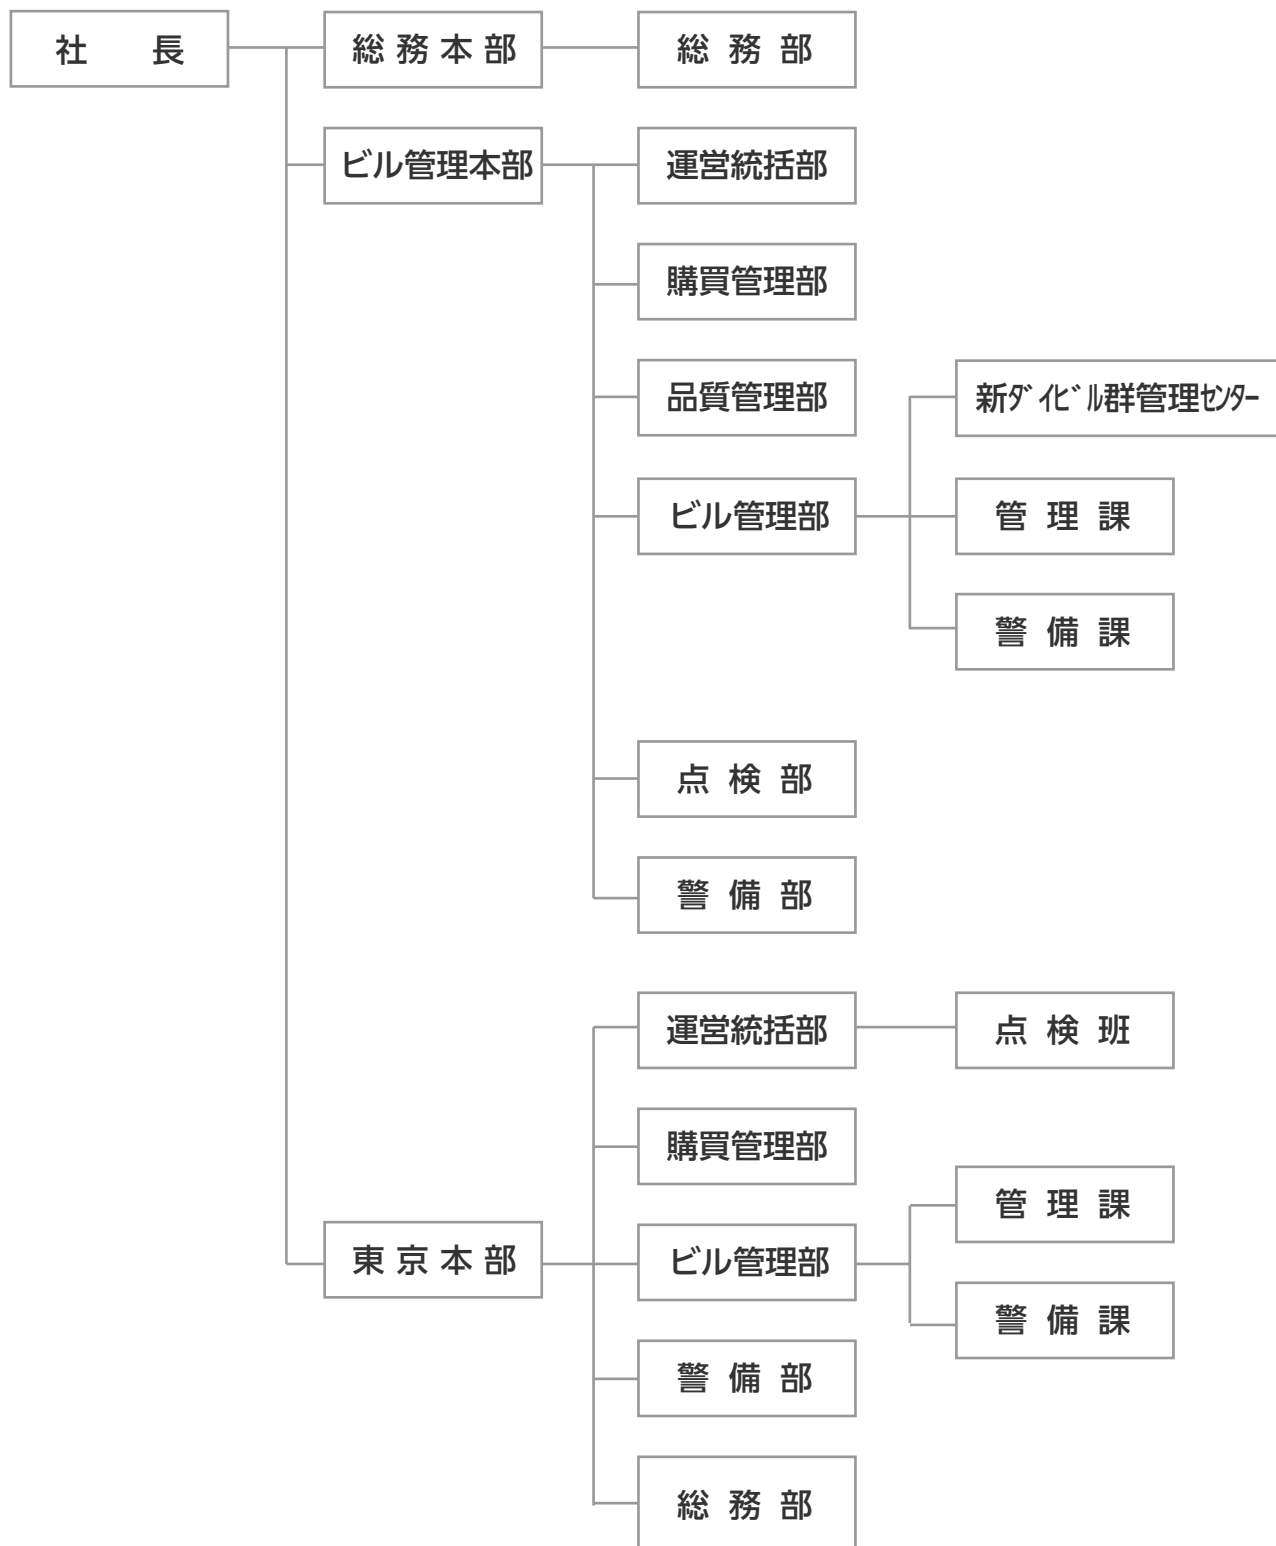 社長
総務本部
総務部
ビル管理本部
運営統括部
購買管理部
品質管理部
新ダイビル群管理センター
ビル管理部
管理課
警備課
点検部
警備部
運営統括部
点検班
購買管理部
管理課
東京本部
ビル管理部
警備課
警備部
総務部